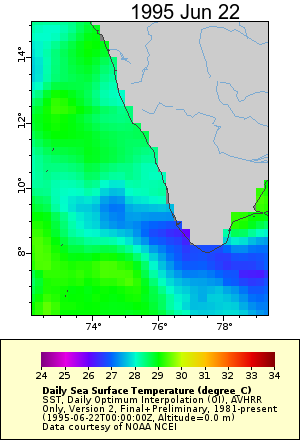 1995 Jun 22
14°
12°
10°
8°
74°
76°
78°
24 25 26 27 28 29 30 31 32 33 34
Daily Sea Surface Temperature (degree_C)
SST, Daily Optimum Interpolation (OI), AVHRR
Only, Version 2, Final+Preliminary, 1981-present
(1995-06-22T00:00:00Z, Altitude=0.0 m)
Data courtesy of NOAA NCEI